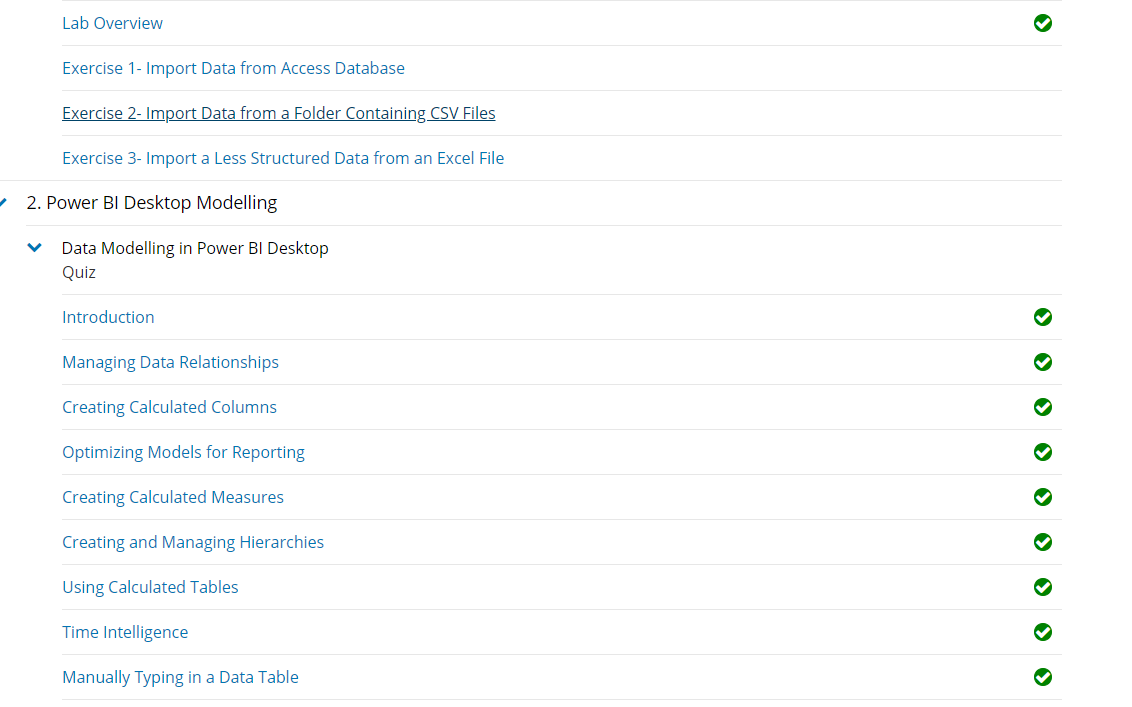 Lab Overview
Exercise 1- Import Data from Access Database
Exercise 2- Import Data from a Folder Containing CSV Files
Exercise 3- Import a Less Structured Data from an Excel File
2. Power BI Desktop Modelling
Data Modelling in Power BI Desktop
Quiz
Introduction
Managing Data Relationships
Creating Calculated Columns
Optimizing Models for Reporting
Creating Calculated Measures
Creating and Managing Hierarchies
Using Calculated Tables
Time Intelligence
Manually Typing in a Data Table